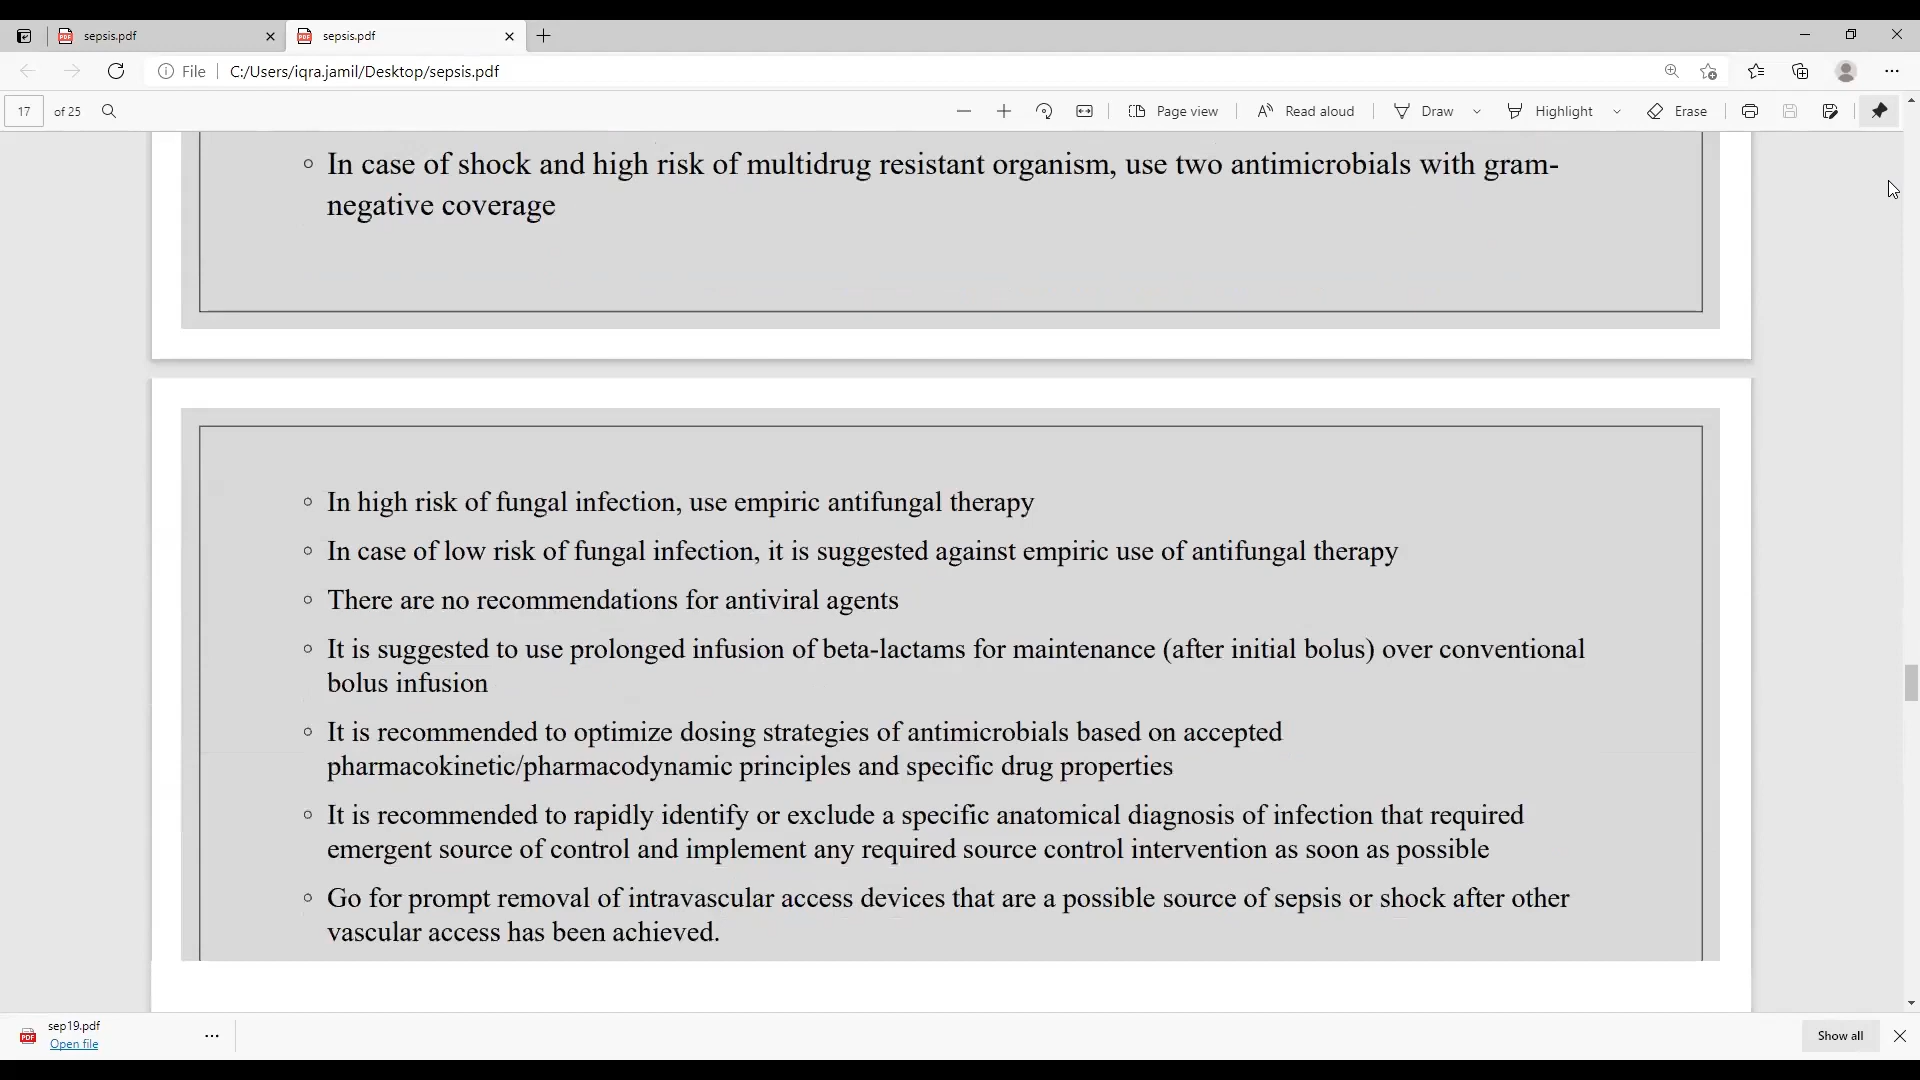 sepsis.pdf
sepsis.pdf
File
C:/Users/iqra.jamil/Desktop/sepsis.pdf
17 of 25
Page view
Read aloud
Draw
Highlight
Erase
In case of shock and high risk of multidrug resistant organism, use two antimicrobials with gram-
negative coverage
In high risk of fungal infection, use empiric antifungal therapy
In case of low risk of fungal infection, it is suggested against empiric use of antifungal therapy
There are no recommendations for antiviral agents
It is suggested to use prolonged infusion of beta-lactams for maintenance (after initial bolus) over conventional
bolus infusion
It is recommended to optimize dosing strategies of antimicrobials based on accepted
pharmacokinetic/pharmacodynamic principles and specific drug properties
It is recommended to rapidly identify or exclude a specific anatomical diagnosis of infection that required
emergent source of control and implement any required source control intervention as soon as possible
Go for prompt removal of intravascular access devices that are a possible source of sepsis or shock after other
vascular access has been achieved.
sep19.pdf
Open file
Show all